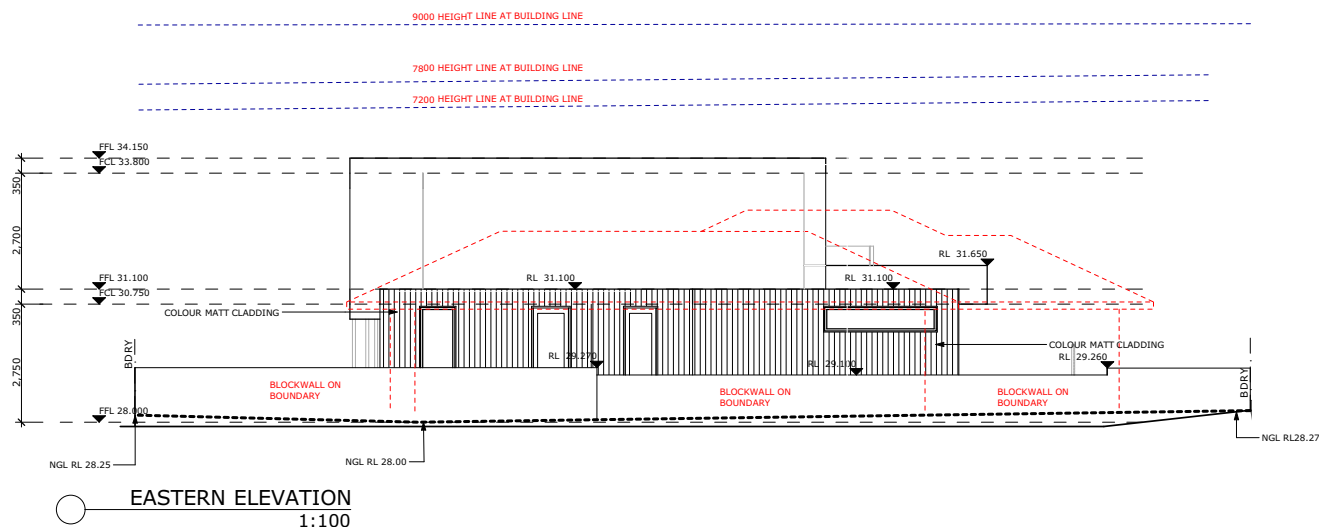 9000 HEIGHT LINE AT BUILDING LINE
7800 HEIGHT LINE AT BUILDING LINE
7200 HEIGHT LINE AT BUILDING LINE
FFL 34.150
FCL 33.800
350
2,700
RL 31.650
FFL 31.100
RL 31.100
RL 31.100
FCL 30.750
350
COLOUR MATT CLADDING
COLOUR MATT CLADDING
BDRY
RL 29.270
RL 29.100
RL 29.260
2,750
BLOCKWALL ON
BOUNDARY
BLOCKWALL ON
BOUNDARY
BLOCKWALL ON
BOUNDARY
BDRY
FFL 28.000
NGL RL 28.25
NGL RL 28.00
NGL RL28.27
EASTERN ELEVATION
1:100